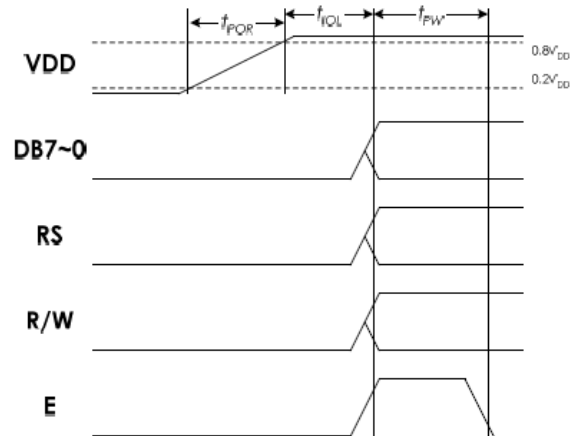 tPOR tIOL tPW
VDD
0.8VDD
0.2VDD
DB7~0
RS
R/W
E